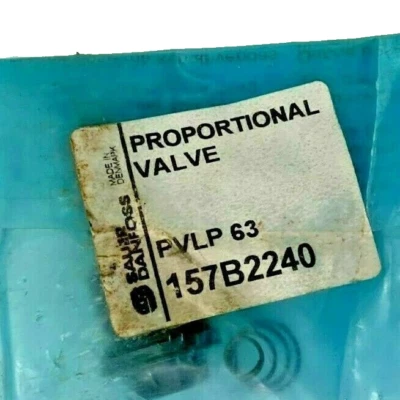 PROPORTIONAL
VALVE
PVLP 63
157B2240
MADE IN
DENMARK
SAUER
DANFOSS